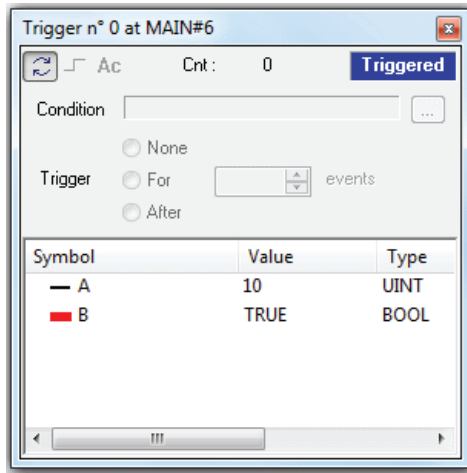 Trigger n° 0 at MAIN#6
Ac Cnt : 0 Triggered
Condition ...
None
Trigger For events
After
Symbol Value Type
A 10 UINT
B TRUE BOOL